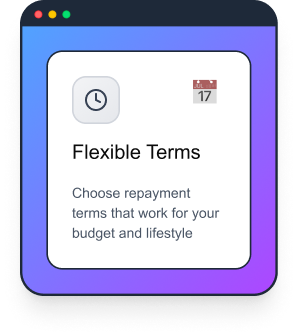 17
Flexible Terms
Choose repayment
terms that work for your
budget and lifestyle